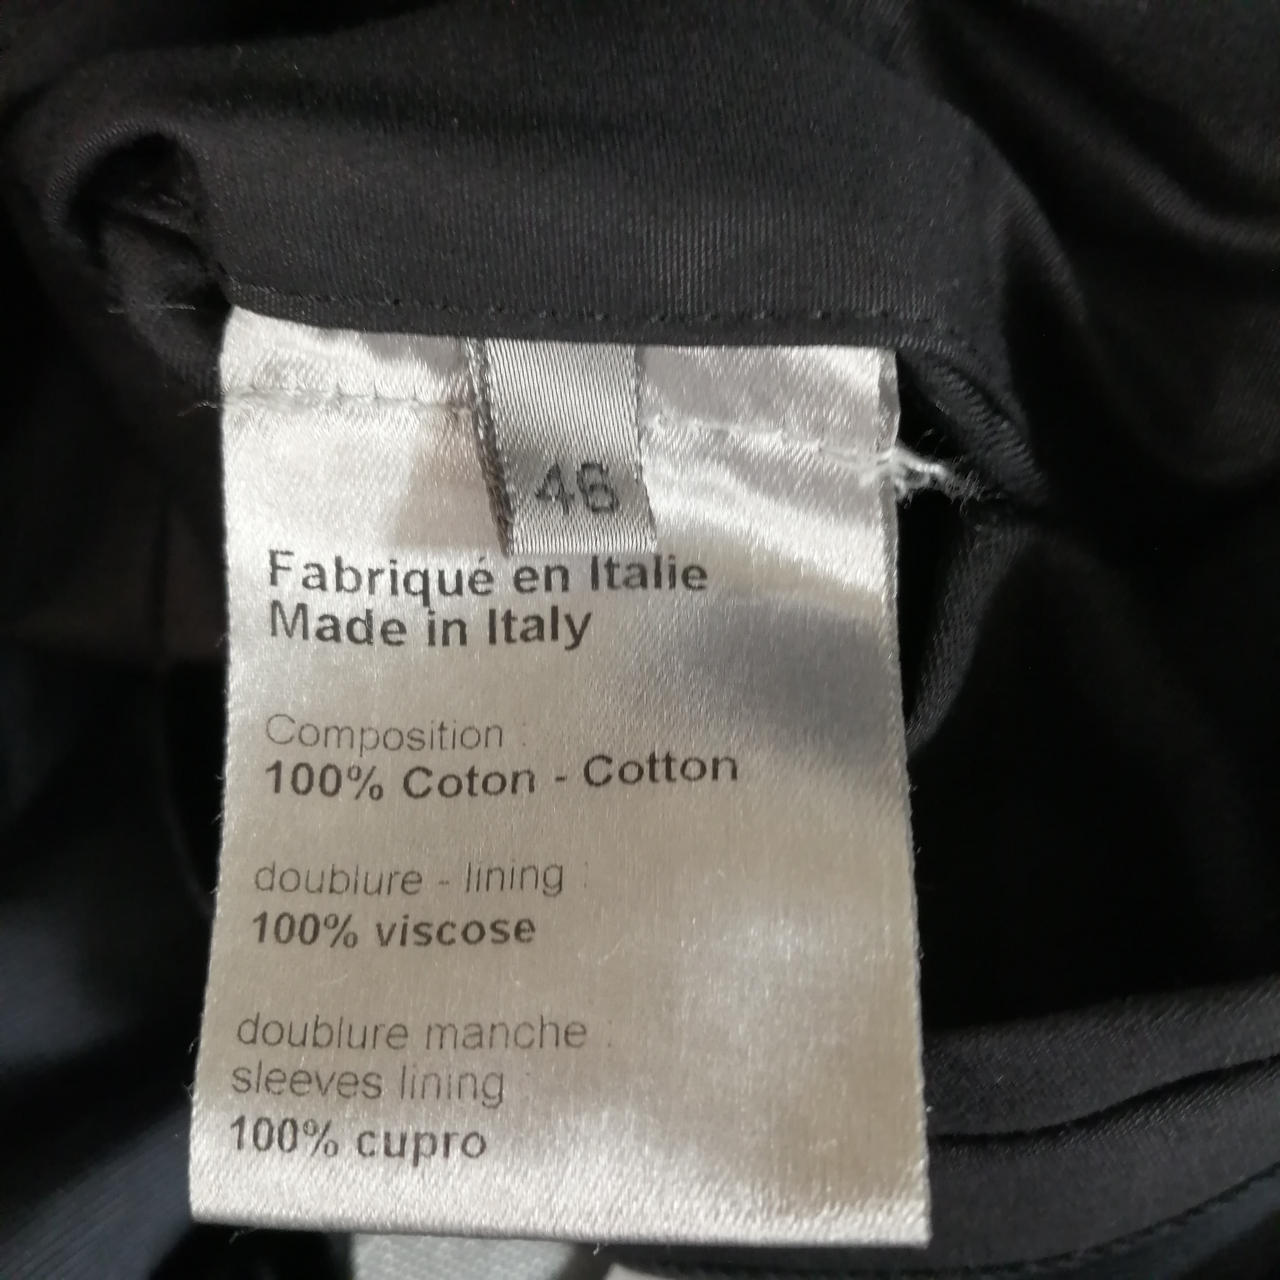 46
Fabriqué en Italie
Made in Italy
Composition :
100% Coton - Cotton
doublure - lining :
100% viscose
doublure manche :
sleeves lining :
100% cupro